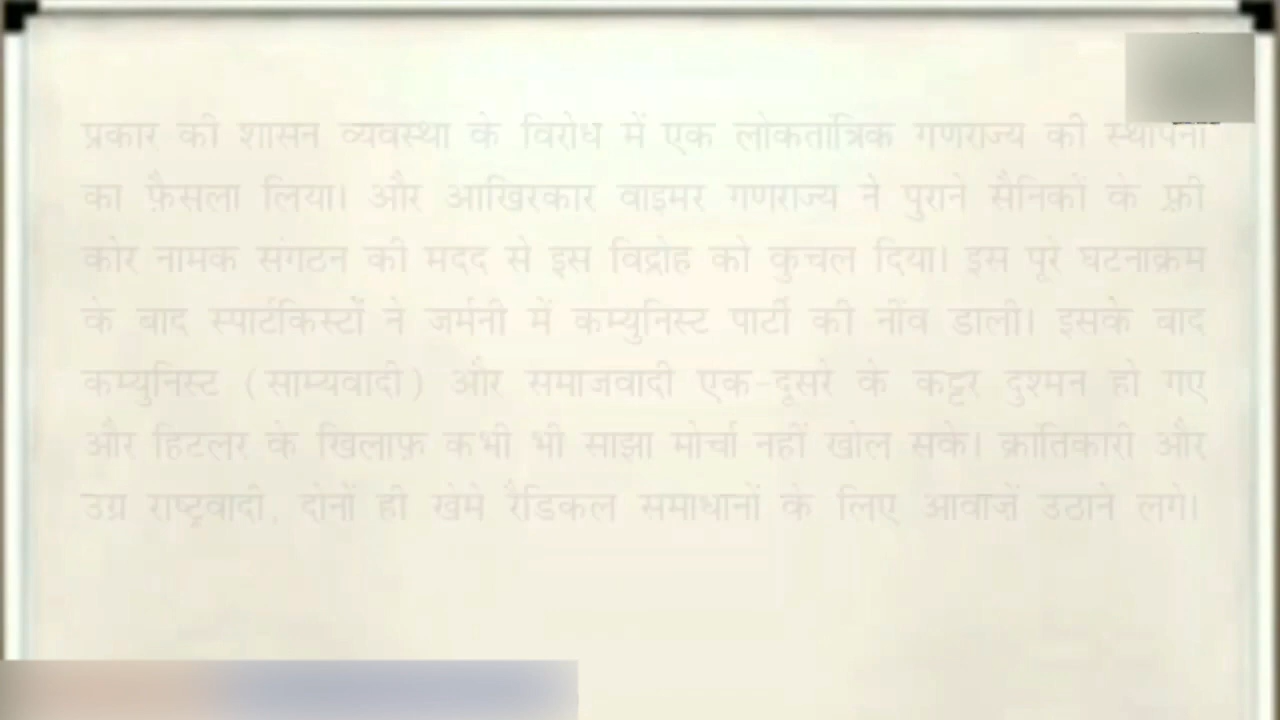 प्रकार की शासन व्यवस्था के विरोध में एक लोकतांत्रिक गणराज्य की स्थापना
का फ़ैसला लिया। और आखिरकार वाइमर गणराज्य ने पुराने सैनिकों के फ़्री
कोर नामक संगठन की मदद से इस विद्रोह को कुचल दिया। इस पूरे घटनाक्रम
के बाद स्पार्टकिस्टों ने जर्मनी में कम्युनिस्ट पार्टी की नींव डाली। इसके बाद
कम्युनिस्ट (साम्यवादी) और समाजवादी एक-दूसरे के कट्टर दुश्मन हो गए
और हिटलर के खिलाफ़ कभी भी साझा मोर्चा नहीं खोल सके। क्रांतिकारी और
उग्र राष्ट्रवादी, दोनों ही खेमे रैडिकल समाधानों के लिए आवाज़ें उठाने लगे।